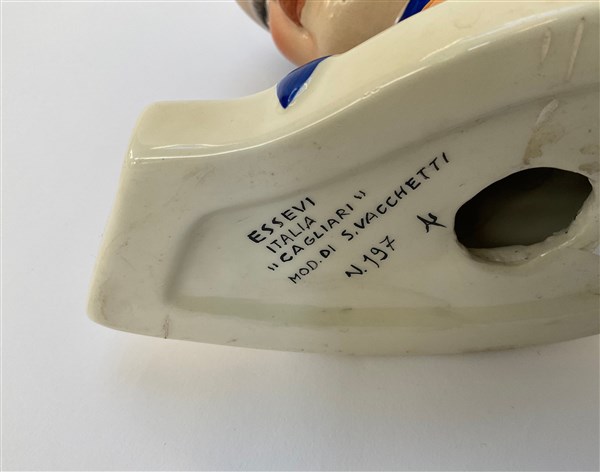 ESSEVI
ITALIA
"CAGLIARI"
MOD. DI S. VACCHETTI
N. 197